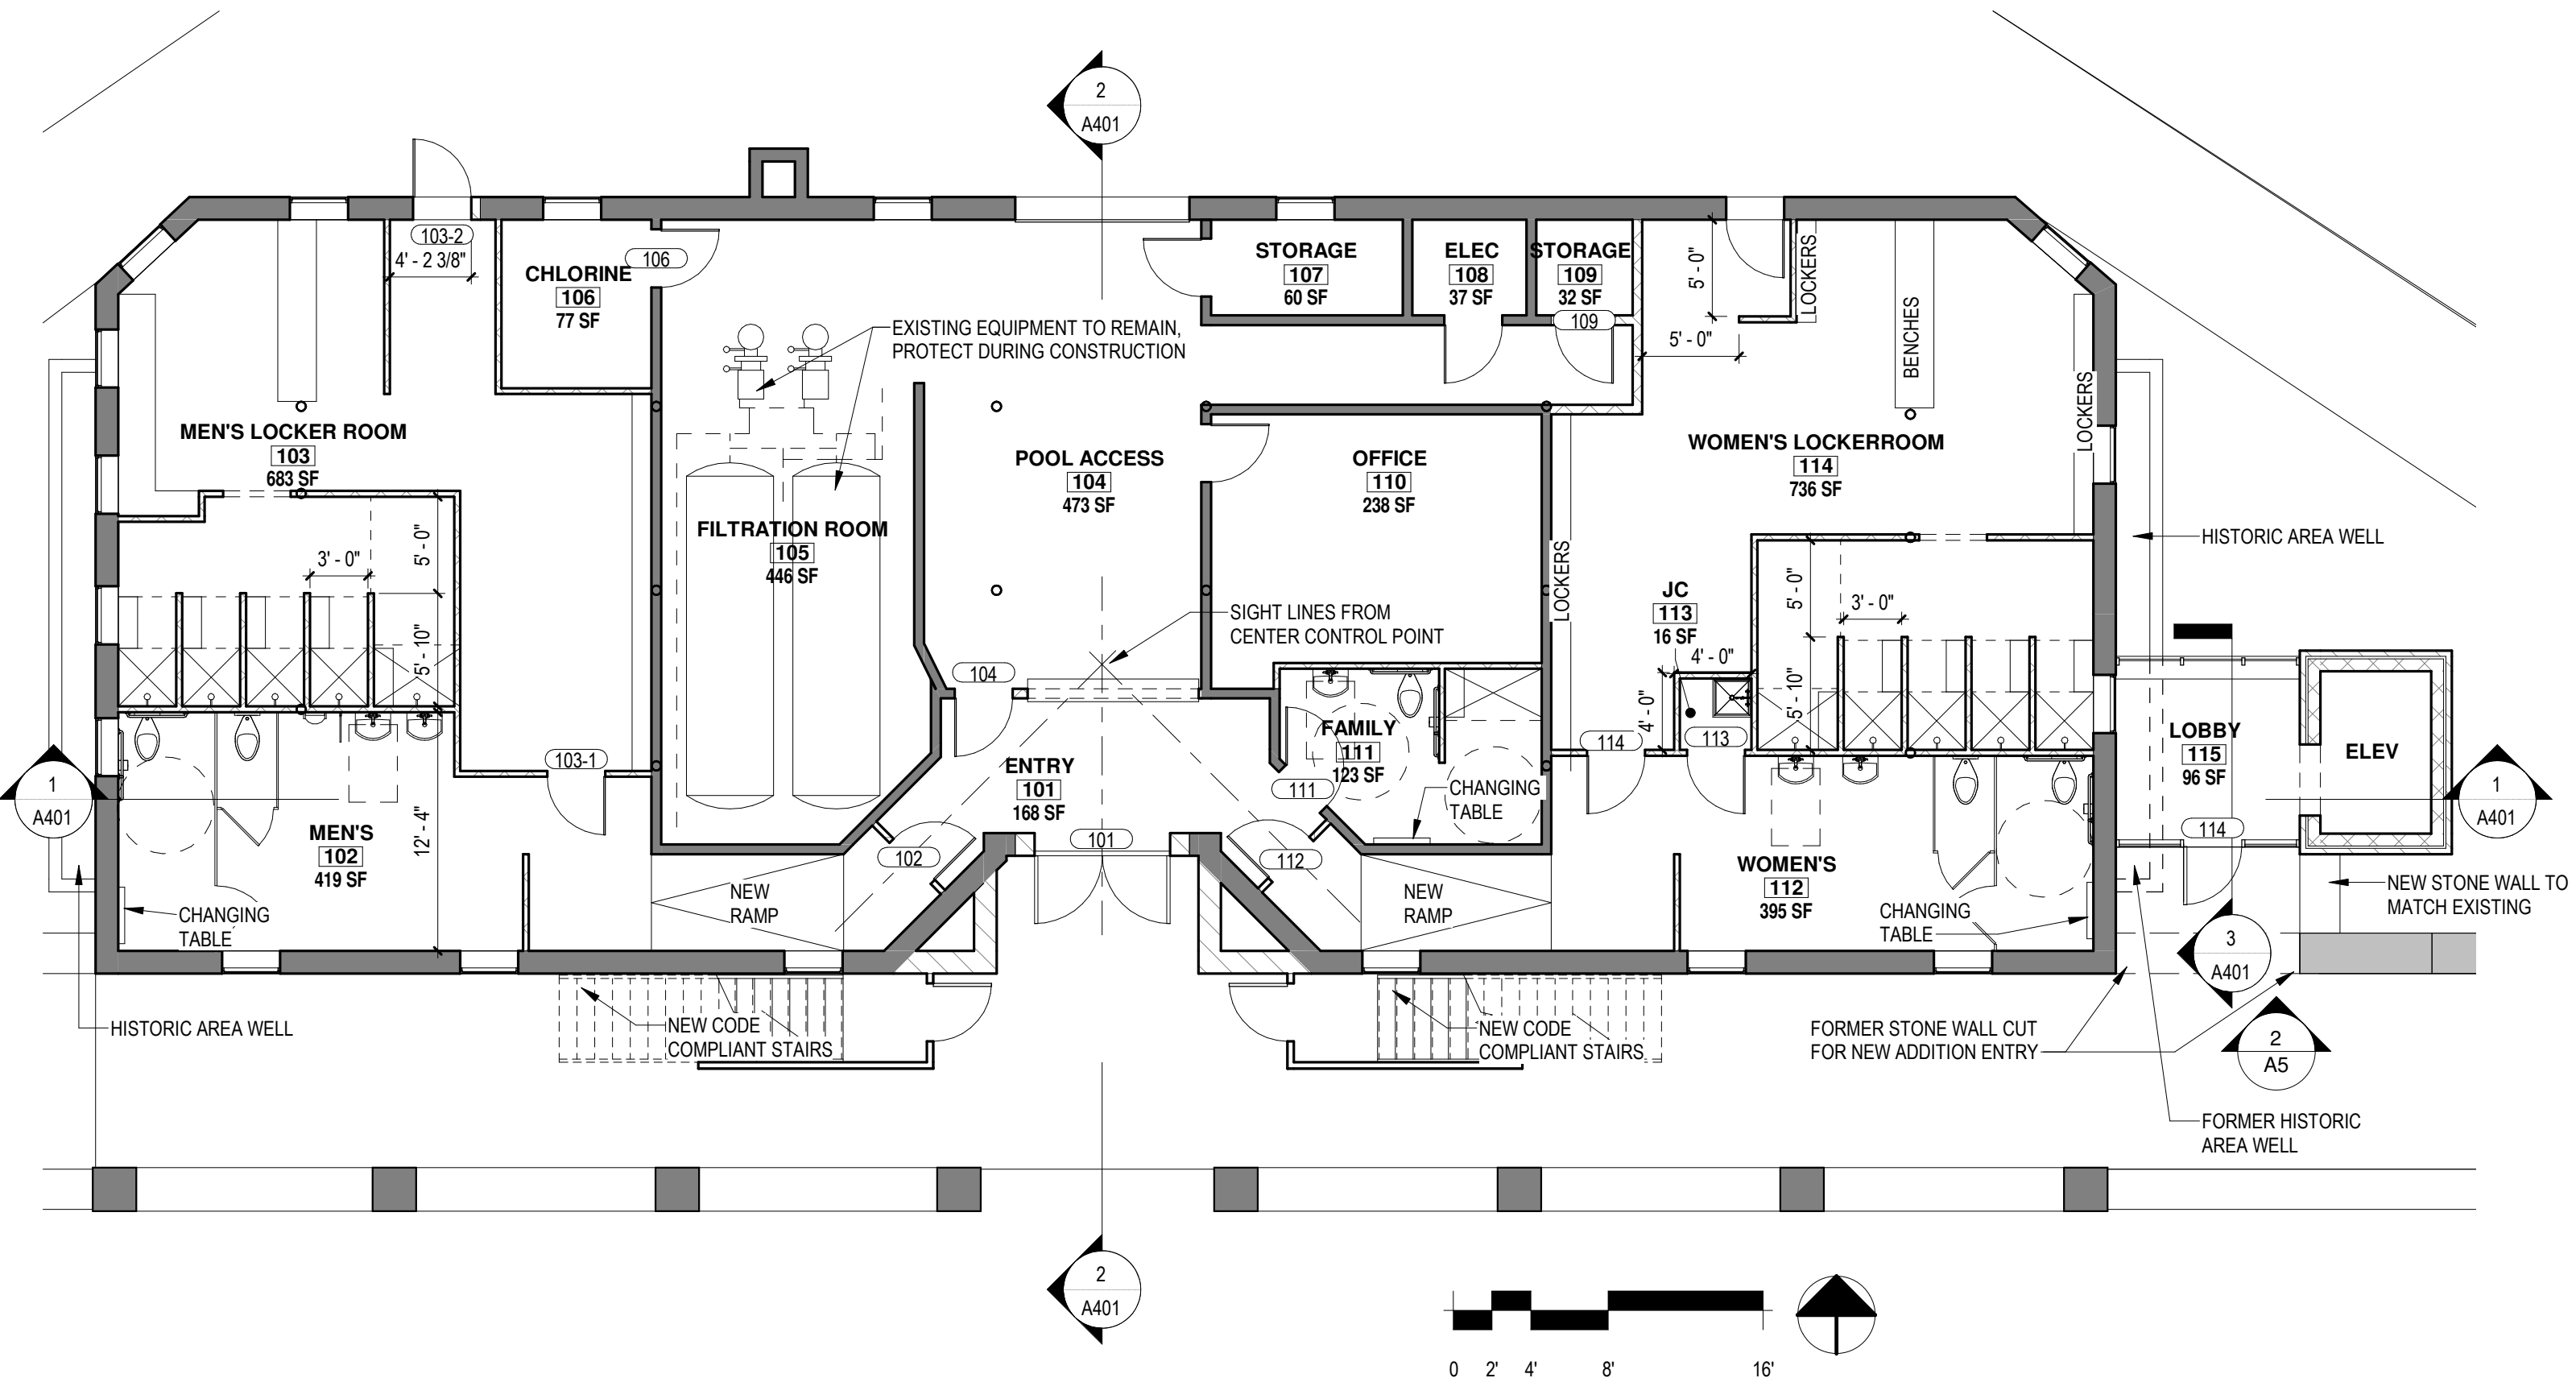 2
A401
103-2
4' - 2 3/8"
CHLORINE
106
77 SF
106
STORAGE
107
60 SF
ELEC
108
37 SF
STORAGE
109
32 SF
109
5' - 0"
5' - 0"
LOCKERS
BENCHES
LOCKERS
EXISTING EQUIPMENT TO REMAIN,
PROTECT DURING CONSTRUCTION
MEN'S LOCKER ROOM
103
683 SF
POOL ACCESS
104
473 SF
OFFICE
110
238 SF
WOMEN'S LOCKERROOM
114
736 SF
FILTRATION ROOM
105
446 SF
3' - 0"
5' - 0"
5' - 10"
HISTORIC AREA WELL
LOCKERS
SIGHT LINES FROM
CENTER CONTROL POINT
JC
113
16 SF
4' - 0"
4' - 0"
5' - 0"
3' - 0"
5' - 10"
104
103-1
ENTRY
101
168 SF
FAMILY
111
123 SF
111
CHANGING
TABLE
114
113
LOBBY
115
96 SF
114
ELEV
1
A401
1
A401
MEN'S
102
419 SF
12' - 4"
CHANGING
TABLE
102
101
112
NEW
RAMP
NEW
RAMP
WOMEN'S
112
395 SF
CHANGING
TABLE
NEW STONE WALL TO
MATCH EXISTING
3
A401
HISTORIC AREA WELL
NEW CODE
COMPLIANT STAIRS
NEW CODE
COMPLIANT STAIRS
FORMER STONE WALL CUT
FOR NEW ADDITION ENTRY
2
A5
FORMER HISTORIC
AREA WELL
2
A401
0 2' 4' 8' 16'